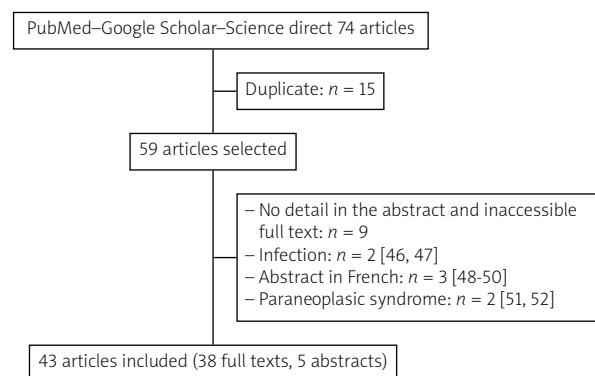 PubMed–Google Scholar–Science direct 74 articles
Duplicate: n = 15
59 articles selected
– No detail in the abstract and inaccessible
full text: n = 9
– Infection: n = 2 [46, 47]
– Abstract in French: n = 3 [48-50]
– Paraneoplasic syndrome: n = 2 [51, 52]
43 articles included (38 full texts, 5 abstracts)